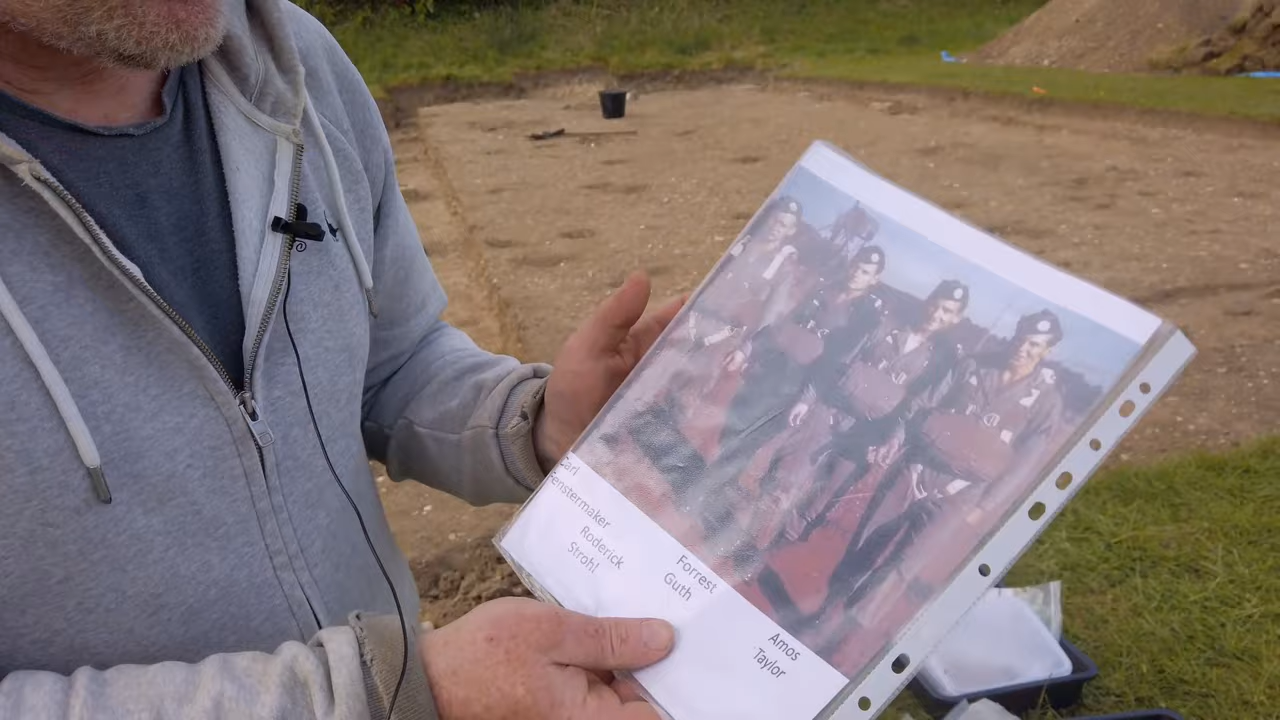 Carl
Fenstermaker
Roderick
Strohl
Forrest
Guth
Amos
Taylor